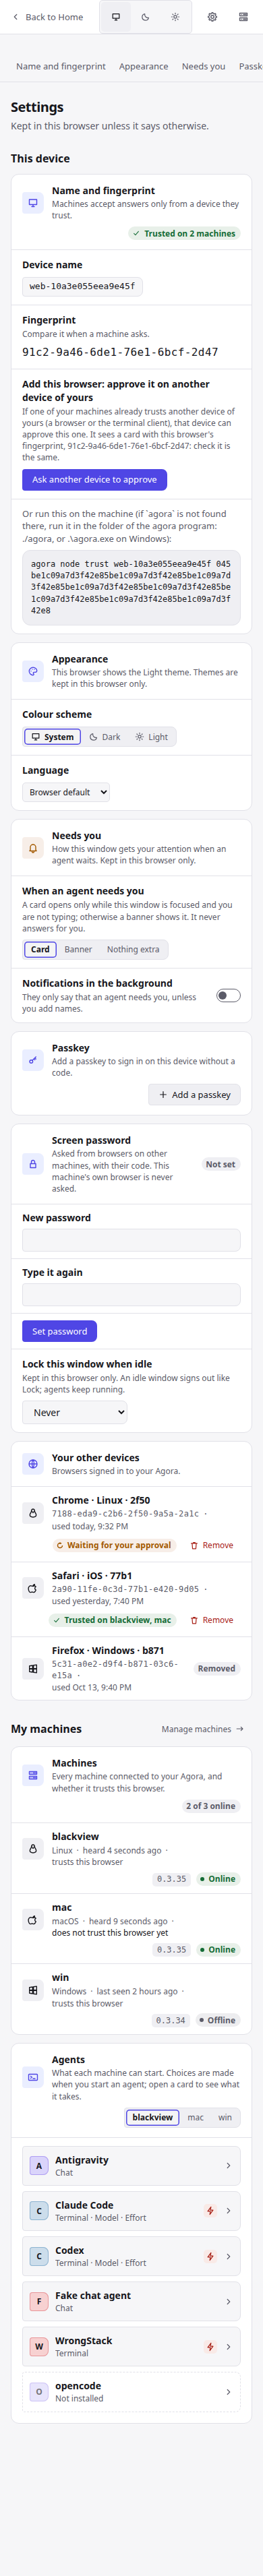 Back to Home
Name and fingerprint Appearance Needs you Passk
Settings
Kept in this browser unless it says otherwise.
This device
Name and fingerprint
Machines accept answers only from a device they
trust.
Trusted on 2 machines
Device name
web-10a3e055eea9e45f
Fingerprint
Compare it when a machine asks.
91c2-9a46-6de1-76e1-6bcf-2d47
Add this browser: approve it on another
device of yours
If one of your machines already trusts another device of
yours (a browser or the terminal client), that device can
approve this one. It sees a card with this browser's
fingerprint, 91c2-9a46-6de1-76e1-6bcf-2d47: check it is
the same.
Ask another device to approve
Or run this on the machine (if `agora` is not found
there, run it in the folder of the agora program:
./agora, or .\agora.exe on Windows):
agora node trust web-10a3e055eea9e45f 045
be1c09a7d3f42e85be1c09a7d3f42e85be1c09a7d
3f42e85be1c09a7d3f42e85be1c09a7d3f42e85be
1c09a7d3f42e85be1c09a7d3f42e85be1c09a7d3f
42e8
Appearance
This browser shows the Light theme. Themes are
kept in this browser only.
Colour scheme
System Dark Light
Language
Browser default
Needs you
How this window gets your attention when an
agent waits. Kept in this browser only.
When an agent needs you
A card opens only while this window is focused and you
are not typing; otherwise a banner shows it. It never
answers for you.
Card Banner Nothing extra
Notifications in the background
They only say that an agent needs you, unless
you add names.
Passkey
Add a passkey to sign in on this device without a
code.
Add a passkey
Screen password
Asked from browsers on other
machines, with their code. This
machine's own browser is never
asked.
Not set
New password
Type it again
Set password
Lock this window when idle
Kept in this browser only. An idle window signs out like
Lock; agents keep running.
Never
Your other devices
Browsers signed in to your Agora.
Chrome · Linux · 2f50
7188-eda9-c2b6-2f50-9a5a-2a1c ·
used today, 9:32 PM
Waiting for your approval Remove
Safari · iOS · 77b1
2a90-11fe-0c3d-77b1-e420-9d05 ·
used yesterday, 7:40 PM
Trusted on blackview, mac Remove
Firefox · Windows · b871
5c31-a0e2-d9f4-b871-03c6-
e15a ·
used Oct 13, 9:40 PM
Removed
My machines
Manage machines →
Machines
Every machine connected to your Agora, and
whether it trusts this browser.
2 of 3 online
blackview
Linux · heard 4 seconds ago ·
trusts this browser
0.3.35 Online
mac
macOS · heard 9 seconds ago ·
does not trust this browser yet
0.3.35 Online
win
Windows · last seen 2 hours ago ·
trusts this browser
0.3.34 Offline
Agents
What each machine can start. Choices are made
when you start an agent; open a card to see what
it takes.
blackview mac win
A
Antigravity
Chat
C
Claude Code
Terminal · Model · Effort
C
Codex
Terminal · Model · Effort
F
Fake chat agent
Chat
W
WrongStack
Terminal
O
opencode
Not installed